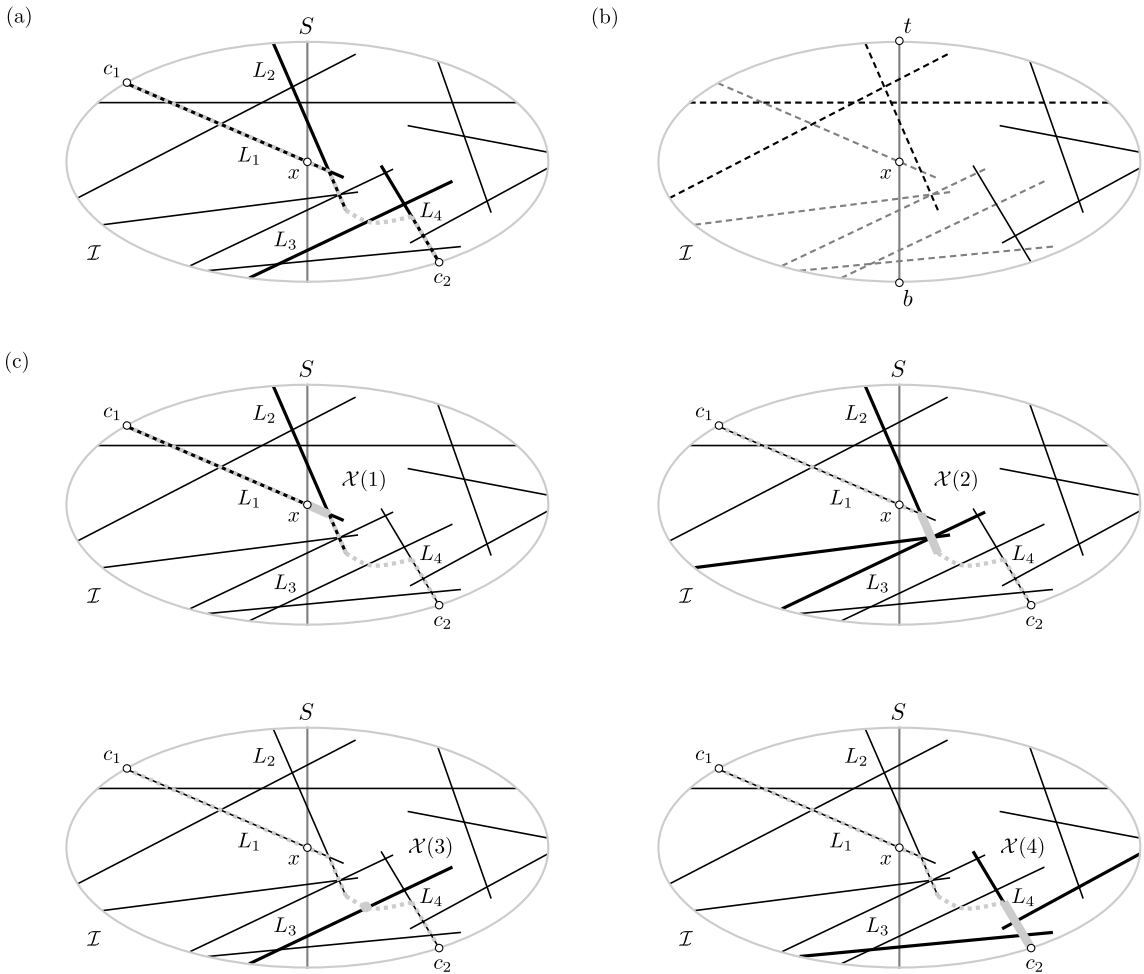 (a)
S
c₁
L₂
L₁
x
L₃
L₄
ℐ
c₂
(b)
t
x
ℐ
b
(c)
S
c₁
L₂
𝒳(1)
L₁
x
L₃
L₄
ℐ
c₂
S
c₁
L₂
𝒳(2)
L₁
x
L₃
L₄
ℐ
c₂
S
c₁
L₂
L₁
x
𝒳(3)
L₃
L₄
ℐ
c₂
S
c₁
L₂
L₁
x
𝒳(4)
L₃
L₄
ℐ
c₂